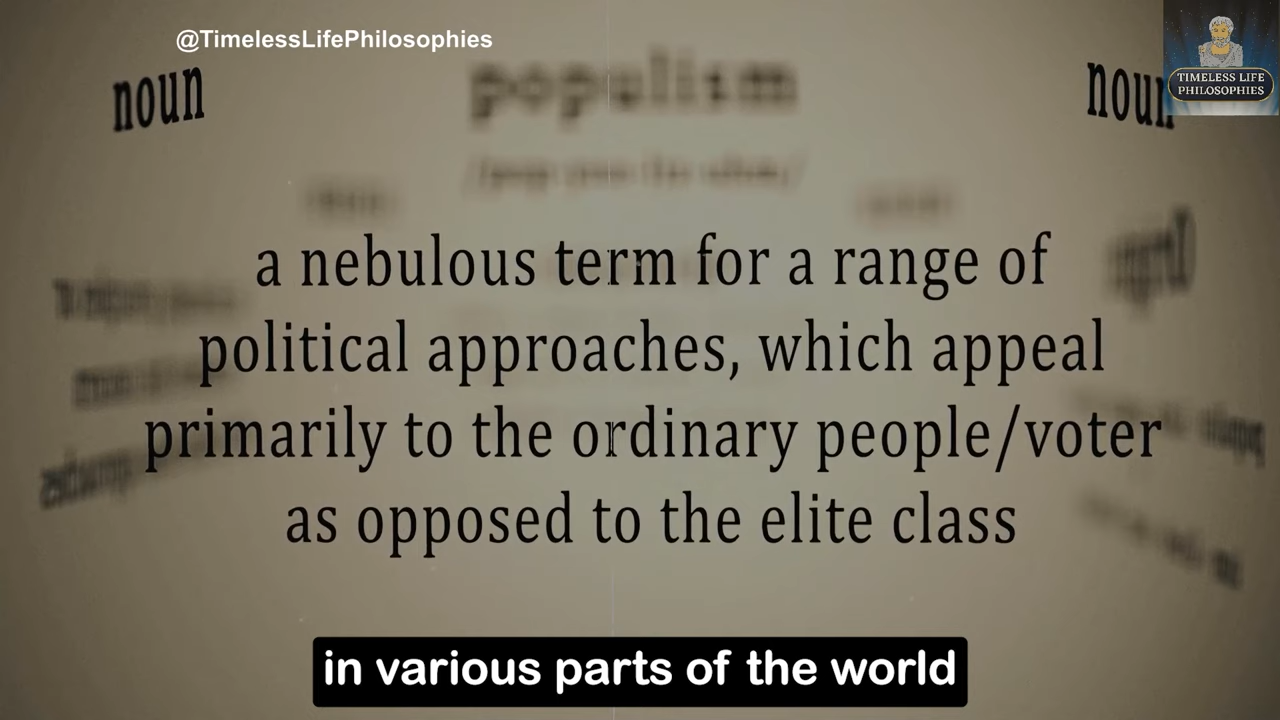 @TimelessLifePhilosophies
noun
populism
noun
TIMELESS LIFE
PHILOSOPHIES
a nebulous term for a range of
political approaches, which appeal
primarily to the ordinary people/voter
as opposed to the elite class
in various parts of the world